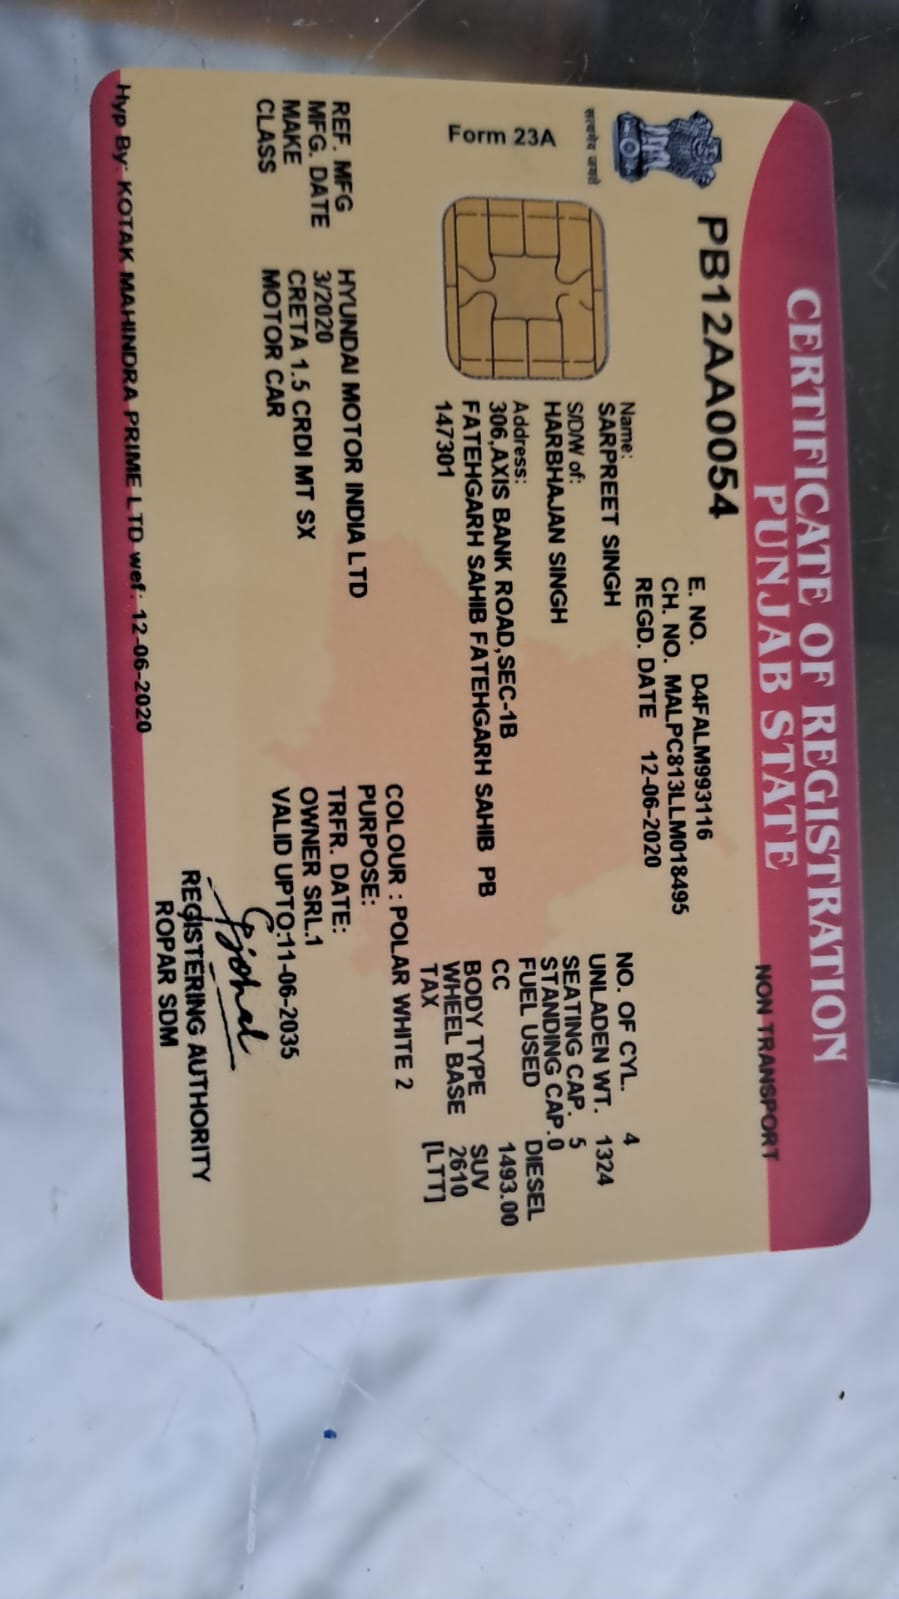 CERTIFICATE OF REGISTRATION
PUNJAB STATE
NON TRANSPORT
सत्यमेव जयते
PB12AA0054
Form 23A
E. NO. D4FALM993116
CH. NO. MALPC813LLM018495
REGD. DATE 12-06-2020
Name:
SARPREET SINGH
S/D/W of:
HARBHAJAN SINGH
Address:
306,AXIS BANK ROAD,SEC-1B
FATEHGARH SAHIB FATEHGARH SAHIB PB
147301
NO. OF CYL. 4
UNLADEN WT. 1324
SEATING CAP. 5
STANDING CAP.0
FUEL USED DIESEL
CC 1493.00
BODY TYPE SUV
WHEEL BASE 2610
TAX [LTT]
REF. MFG HYUNDAI MOTOR INDIA LTD
MFG. DATE 3/2020
MAKE CRETA 1.5 CRDI MT SX
CLASS MOTOR CAR
COLOUR : POLAR WHITE 2
PURPOSE:
TRFR. DATE:
OWNER SRL.1
VALID UPTO:11-06-2035
REGISTERING AUTHORITY
ROPAR SDM
Hyp By: KOTAK MAHINDRA PRIME LTD wef: 12-06-2020